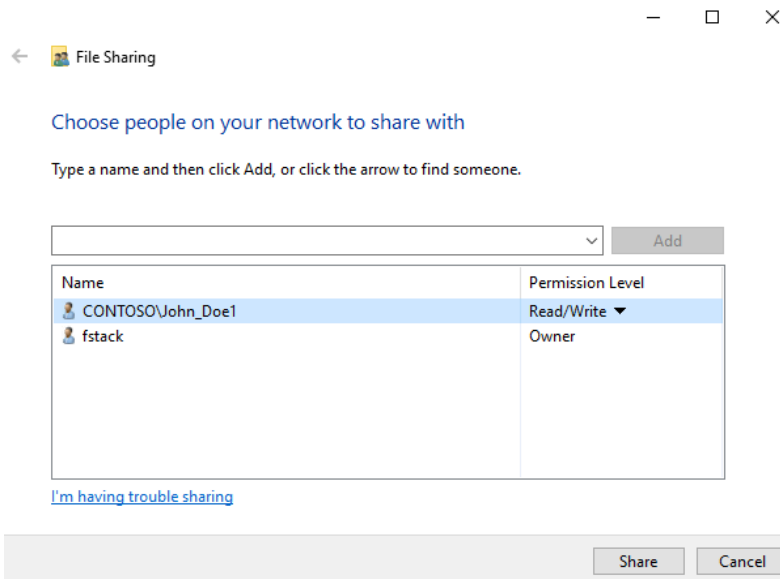 File Sharing
Choose people on your network to share with
Type a name and then click Add, or click the arrow to find someone.
Add
Name Permission Level
CONTOSO\John_Doe1 Read/Write
fstack Owner
I'm having trouble sharing
Share Cancel